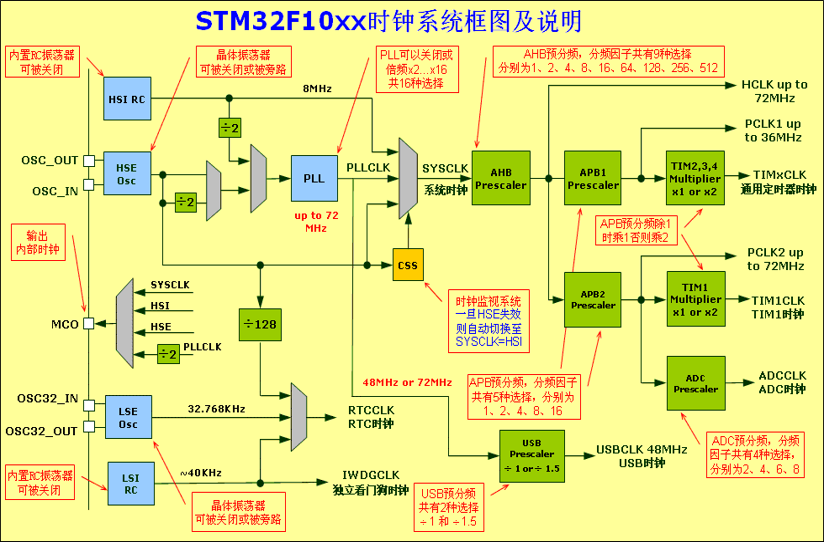 STM32F10xx时钟系统框图及说明
内置RC振荡器
可被关闭
晶体振荡器
可被关闭或被旁路
PLL可以关闭或
倍频x2...x16
共16种选择
AHB预分频，分频因子共有9种选择
分别为1、2、4、8、16、64、128、256、512
HSI RC
8MHz
÷2
HCLK up to
72MHz
PCLK1 up
to 36MHz
OSC_OUT
OSC_IN
HSE
Osc
÷2
PLL
PLLCLK
up to 72
MHz
SYSCLK
系统时钟
AHB
Prescaler
APB1
Prescaler
TIM2,3,4
Multiplier
x1 or x2
TIMxCLK
通用定时器时钟
APB预分频除1
时乘1否则乘2
输出
内部时钟
CSS
时钟监视系统
一旦HSE失效
则自动切换至
SYSCLK=HSI
PCLK2 up
to 72MHz
APB2
Prescaler
TIM1
Multiplier
x1 or x2
TIM1CLK
TIM1时钟
MCO
SYSCLK
HSI
HSE
PLLCLK
÷2
÷128
48MHz or 72MHz
APB预分频，分频因子
共有5种选择，分别为
1、2、4、8、16
ADC
Prescaler
ADCCLK
ADC时钟
OSC32_IN
OSC32_OUT
LSE
Osc
32.768KHz
RTCCLK
RTC时钟
USB
Prescaler
÷ 1 or ÷ 1.5
USBCLK 48MHz
USB时钟
ADC预分频，分频
因子共有4种选择，
分别为2、4、6、8
内置RC振荡器
可被关闭
LSI
RC
~40KHz
IWDGCLK
独立看门狗时钟
晶体振荡器
可被关闭或被旁路
USB预分频
共有2种选择
÷1 和 ÷1.5